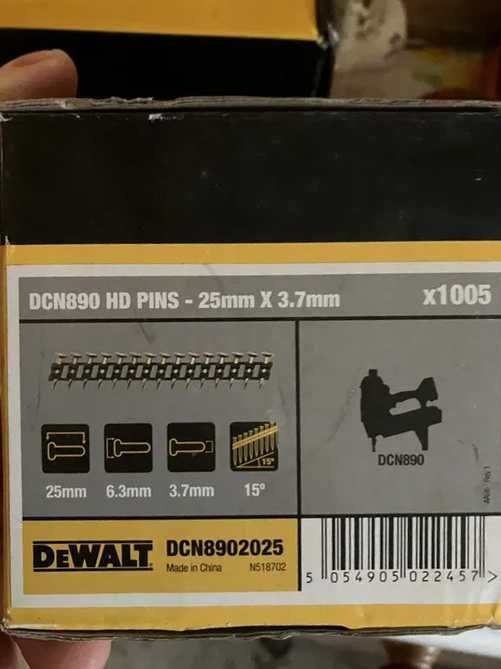 DCN890 HD PINS - 25mm X 3.7mm x1005
DCN890
25mm 6.3mm 3.7mm 15°
15°
DEWALT
DCN8902025
Made in China N518702
5 054905 022457 >